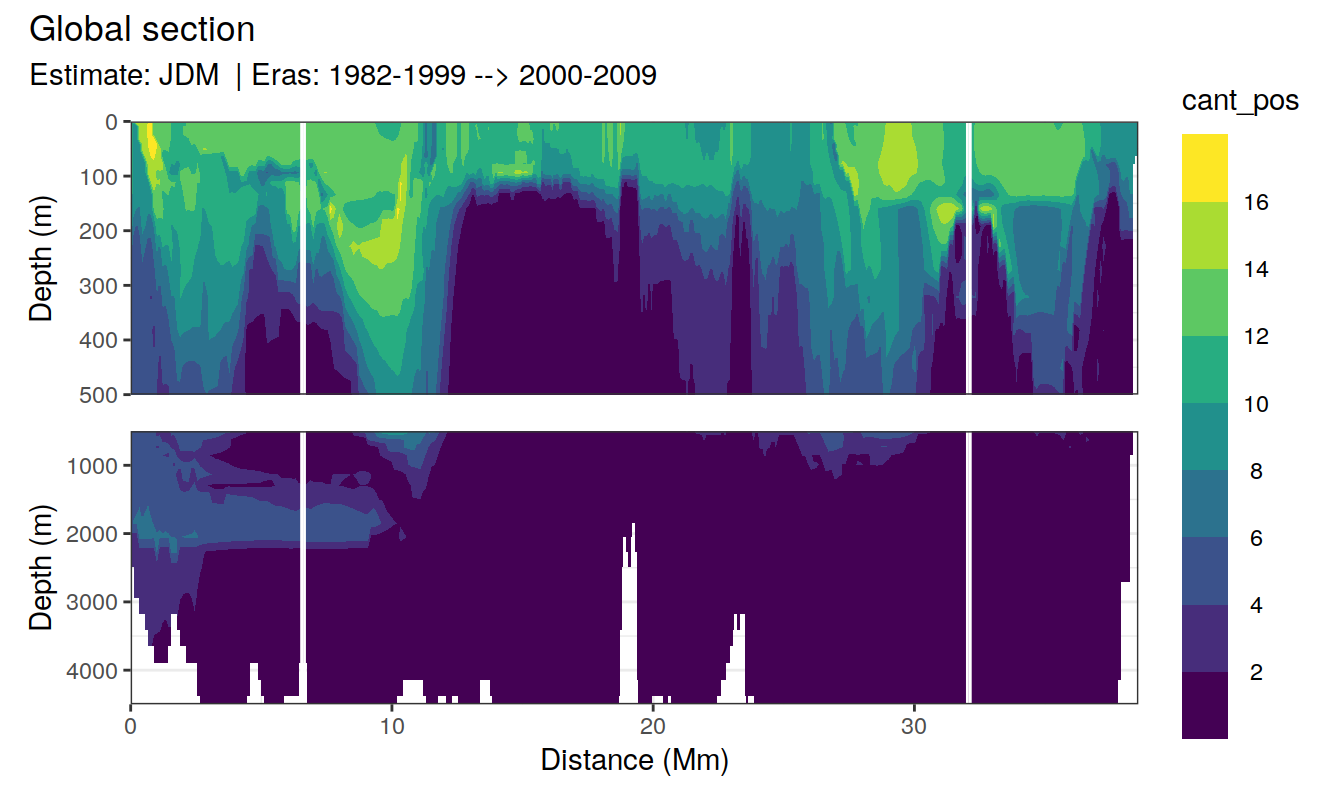 Global section
Estimate: JDM | Eras: 1982-1999 --> 2000-2009
cant_pos
0
100
200
300
400
500
Depth (m)
1000
2000
3000
4000
Depth (m)
0 10 20 30
Distance (Mm)
16
14
12
10
8
6
4
2